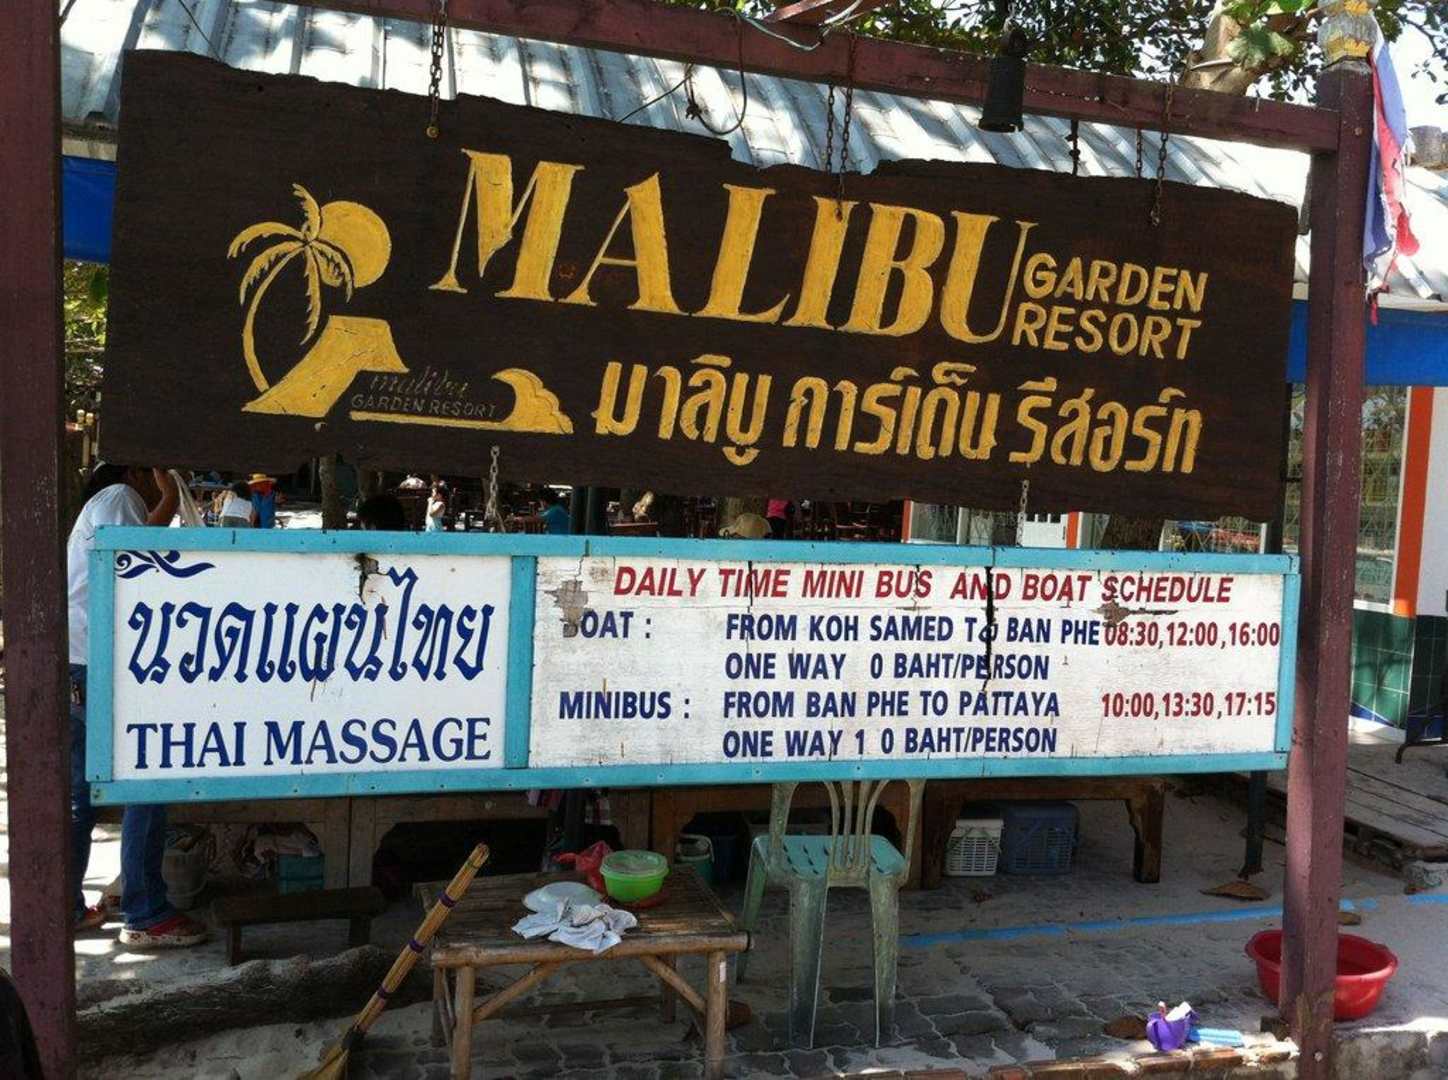 MALIBU GARDEN RESORT
มาลิบู การ์เด็น รีสอร์ท
malibu
GARDEN RESORT
นวดแผนไทย
THAI MASSAGE
DAILY TIME MINI BUS AND BOAT SCHEDULE
BOAT : FROM KOH SAMED TO BAN PHE 08:30,12:00,16:00
ONE WAY 0 BAHT/PERSON
MINIBUS : FROM BAN PHE TO PATTAYA 10:00,13:30,17:15
ONE WAY 1 0 BAHT/PERSON